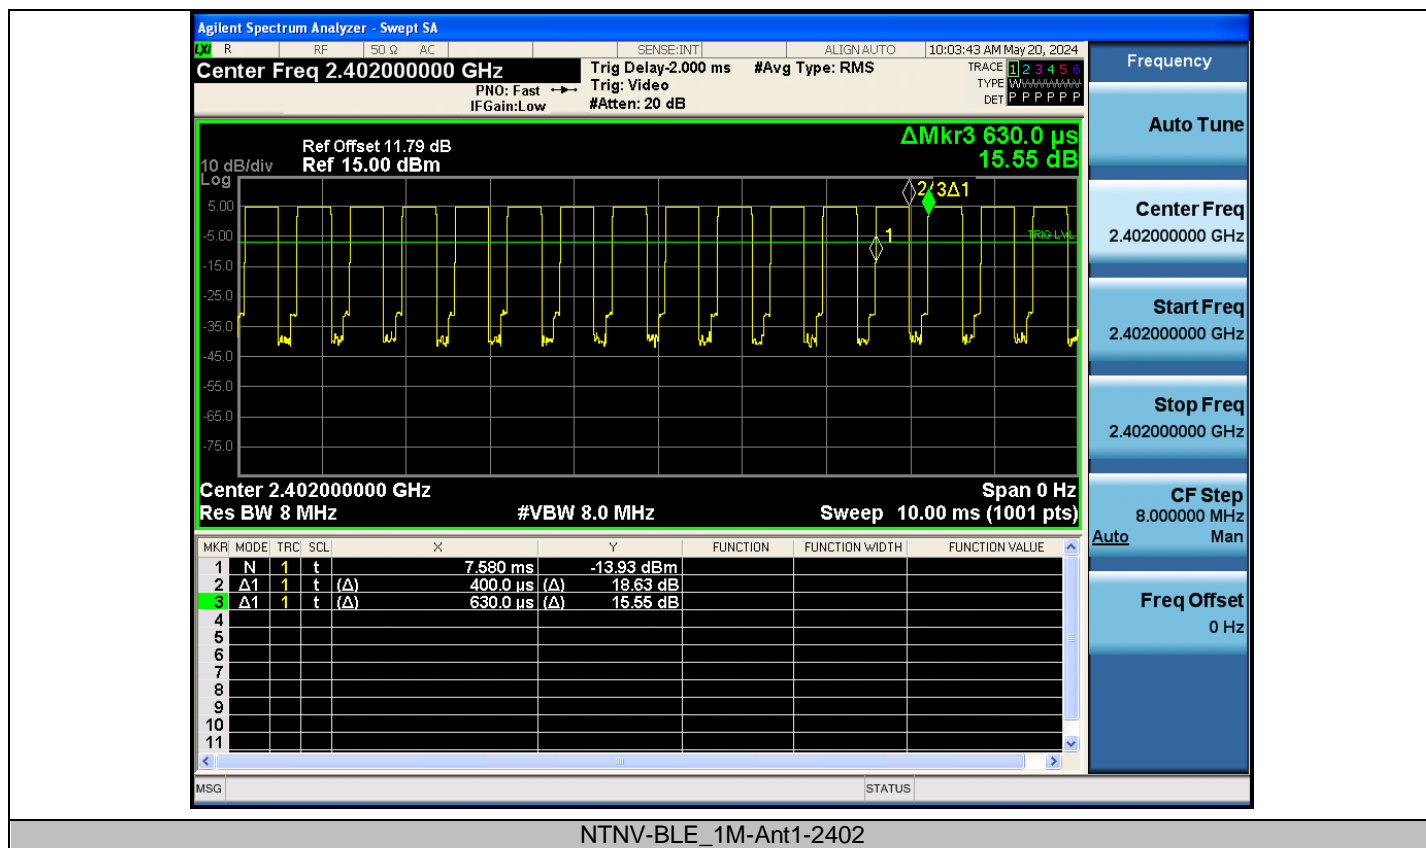 Agilent Spectrum Analyzer - Swept SA
LXI R RF 50 Ω AC SENSE:INT ALIGN AUTO 10:03:43 AM May 20, 2024
Center Freq 2.402000000 GHz
PNO: Fast
IFGain:Low
Trig Delay-2.000 ms
Trig: Video
#Atten: 20 dB
#Avg Type: RMS
TRACE 1 2 3 4 5 6
TYPE WWWWWW
DET P P P P P P
Frequency
Auto Tune
Center Freq
2.402000000 GHz
Start Freq
2.402000000 GHz
Stop Freq
2.402000000 GHz
CF Step
8.000000 MHz
Auto Man
Freq Offset
0 Hz
ΔMkr3 630.0 µs
15.55 dB
Ref Offset 11.79 dB
10 dB/div Ref 15.00 dBm
Log
5.00
-5.00
-15.0
-25.0
-35.0
-45.0
-55.0
-65.0
-75.0
2/3Δ1
1
TRIG LVL
Center 2.402000000 GHz Span 0 Hz
Res BW 8 MHz #VBW 8.0 MHz Sweep 10.00 ms (1001 pts)
MKR MODE TRC SCL X Y FUNCTION FUNCTION WIDTH FUNCTION VALUE
1 N 1 t 7.580 ms -13.93 dBm
2 Δ1 1 t (Δ) 400.0 µs (Δ) 18.63 dB
3 Δ1 1 t (Δ) 630.0 µs (Δ) 15.55 dB
4
5
6
7
8
9
10
11
MSG STATUS
NTNV-BLE_1M-Ant1-2402